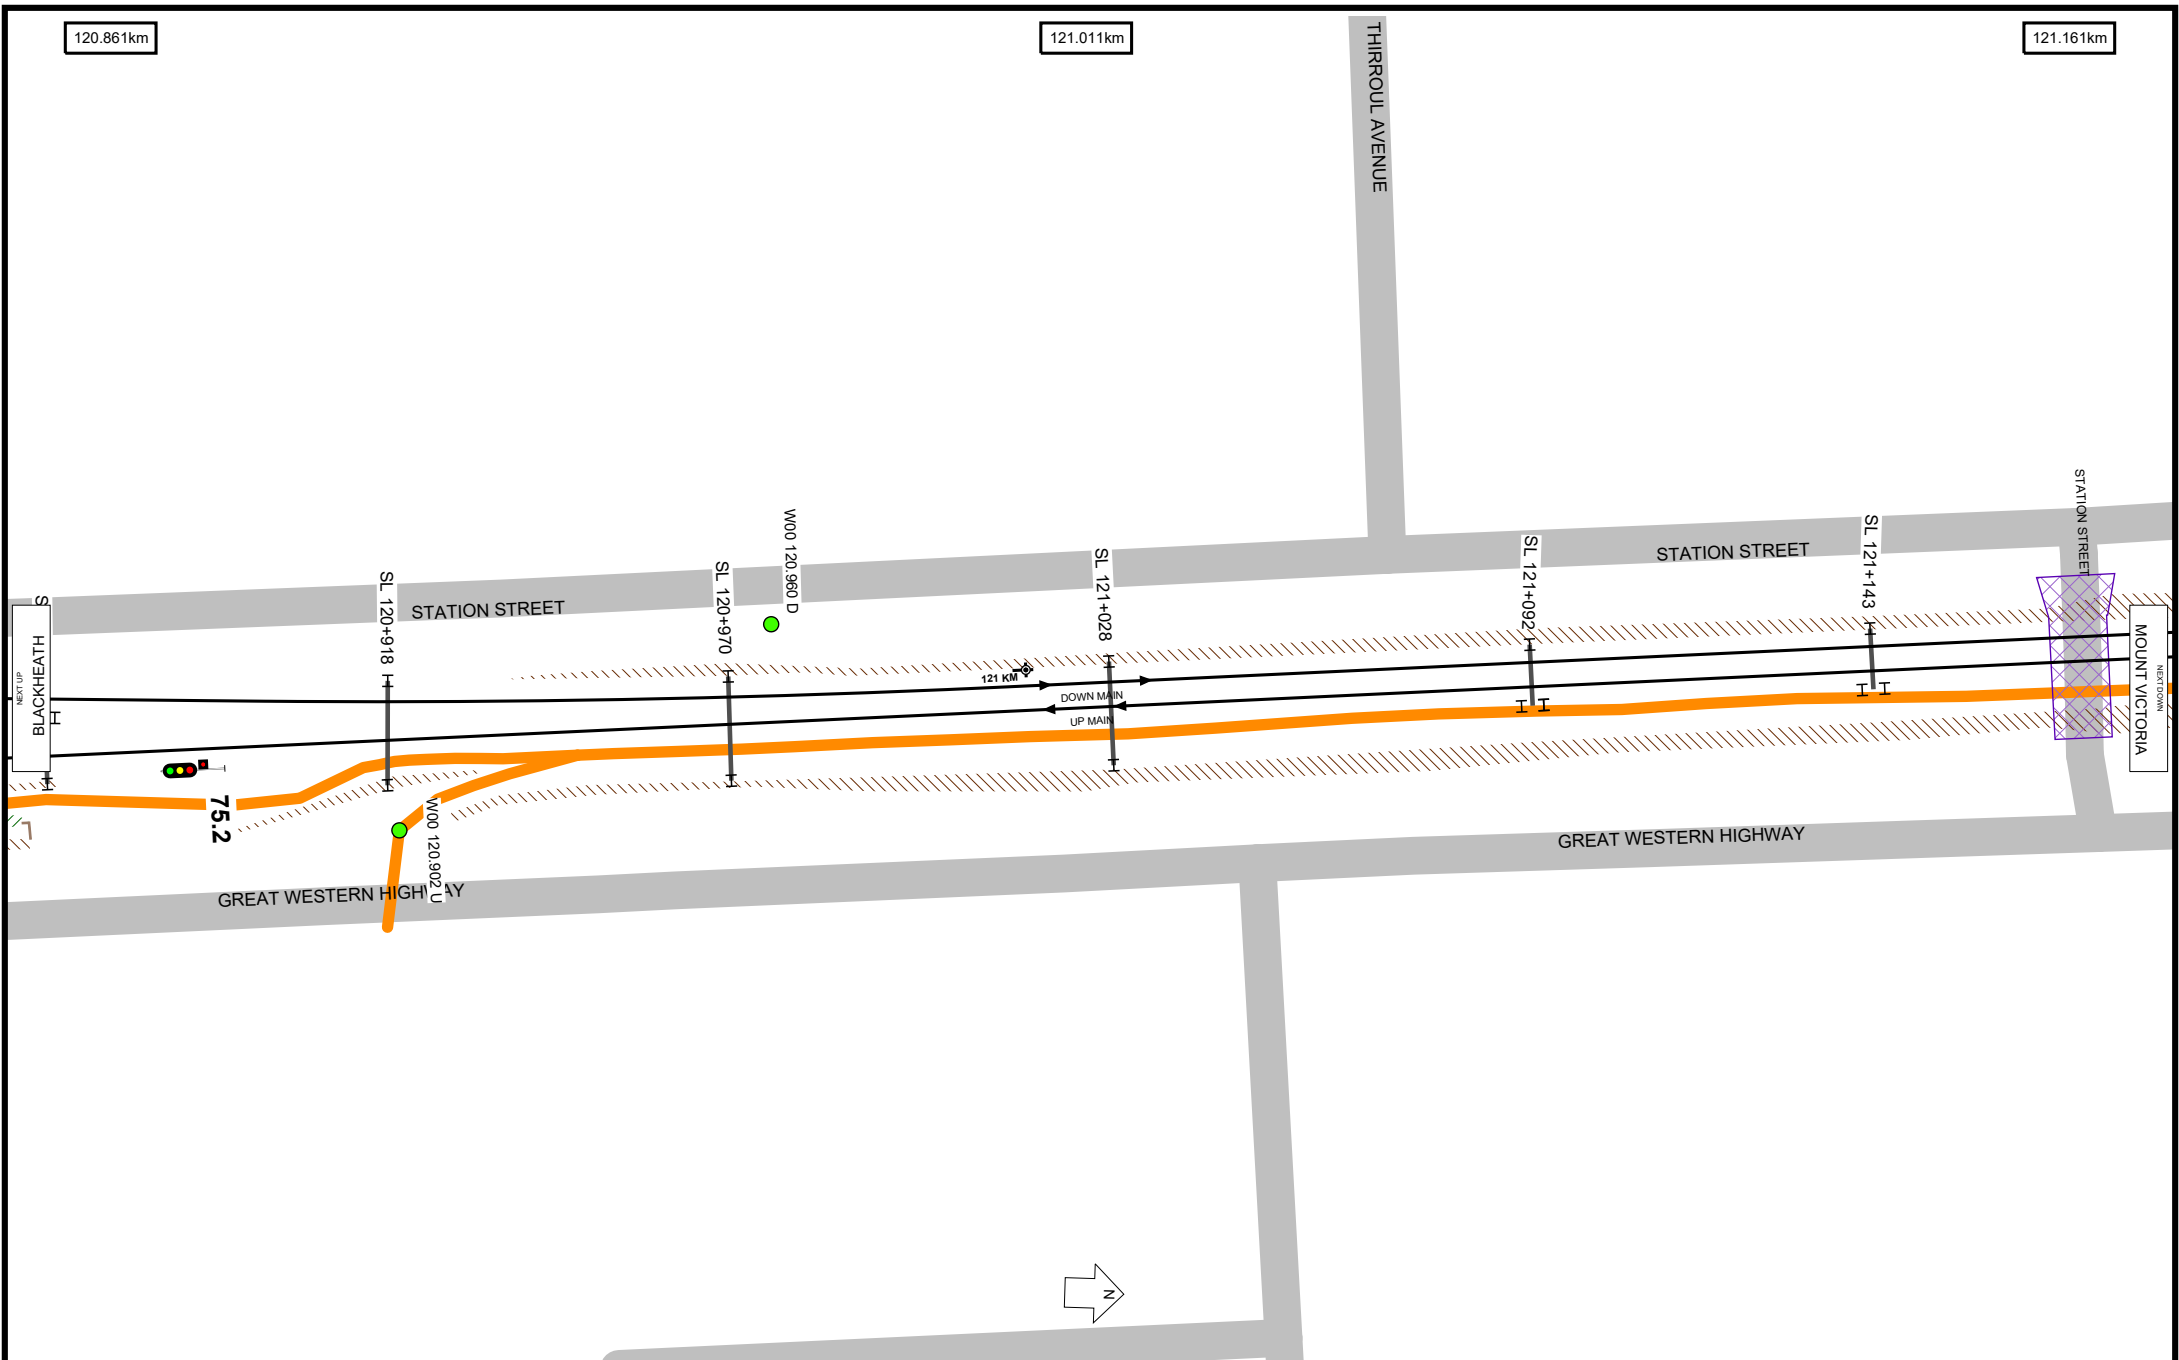 120.861km
121.011km
121.161km
THIRROUL AVENUE
STATION STREET
W00 120.960 D
SL 121+143
STATION STREET
SL 121+092
SL 121+028
SL 120+970
SL 120+918
STATION STREET
S
NEXT UP
BLACKHEATH
121 KM
DOWN MAIN
UP MAIN
MOUNT VICTORIA
NEXT DOWN
75.2
W00 120.902 U
GREAT WESTERN HIGHWAY
GREAT WESTERN HIGHWAY
N